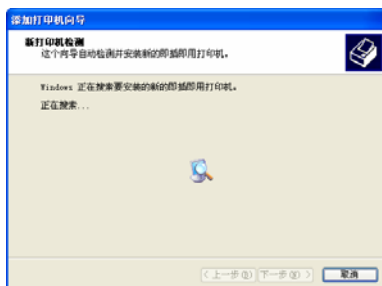 添加打印机向导
新打印机检测
这个向导自动检测并安装新的即插即用打印机。
Windows 正在搜索要安装的新的即插即用打印机。
正在搜索...
< 上一步(B) 下一步(N) > 取消